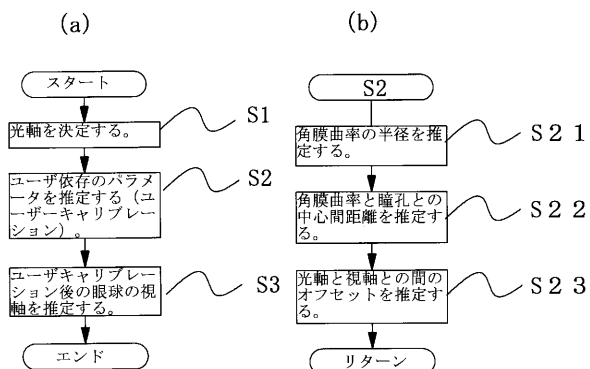 (a)
スタート
光軸を決定する。
S1
ユーザ依存のパラメ
ータを推定する（ユ
ーザーキャリブレー
ション）。
S2
ユーザキャリブレー
ション後の眼球の視
軸を推定する。
S3
エンド
(b)
S2
角膜曲率の半径を推
定する。
S21
角膜曲率と瞳孔との
中心間距離を推定す
る。
S22
光軸と視軸との間の
オフセットを推定す
る。
S23
リターン